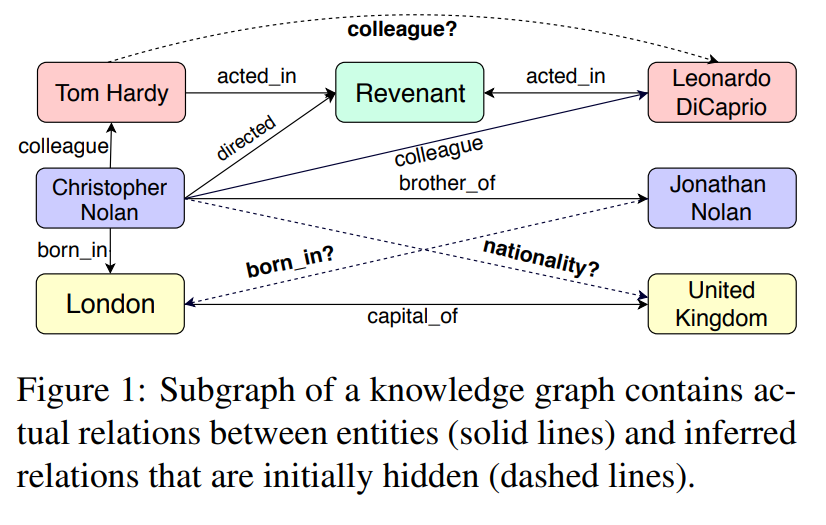 colleague?
Tom Hardy
acted_in
Revenant
acted_in
Leonardo
DiCaprio
colleague
directed
colleague
Christopher
Nolan
brother_of
Jonathan
Nolan
born_in
born_in?
nationality?
London
capital_of
United
Kingdom
Figure 1: Subgraph of a knowledge graph contains ac-
tual relations between entities (solid lines) and inferred
relations that are initially hidden (dashed lines).